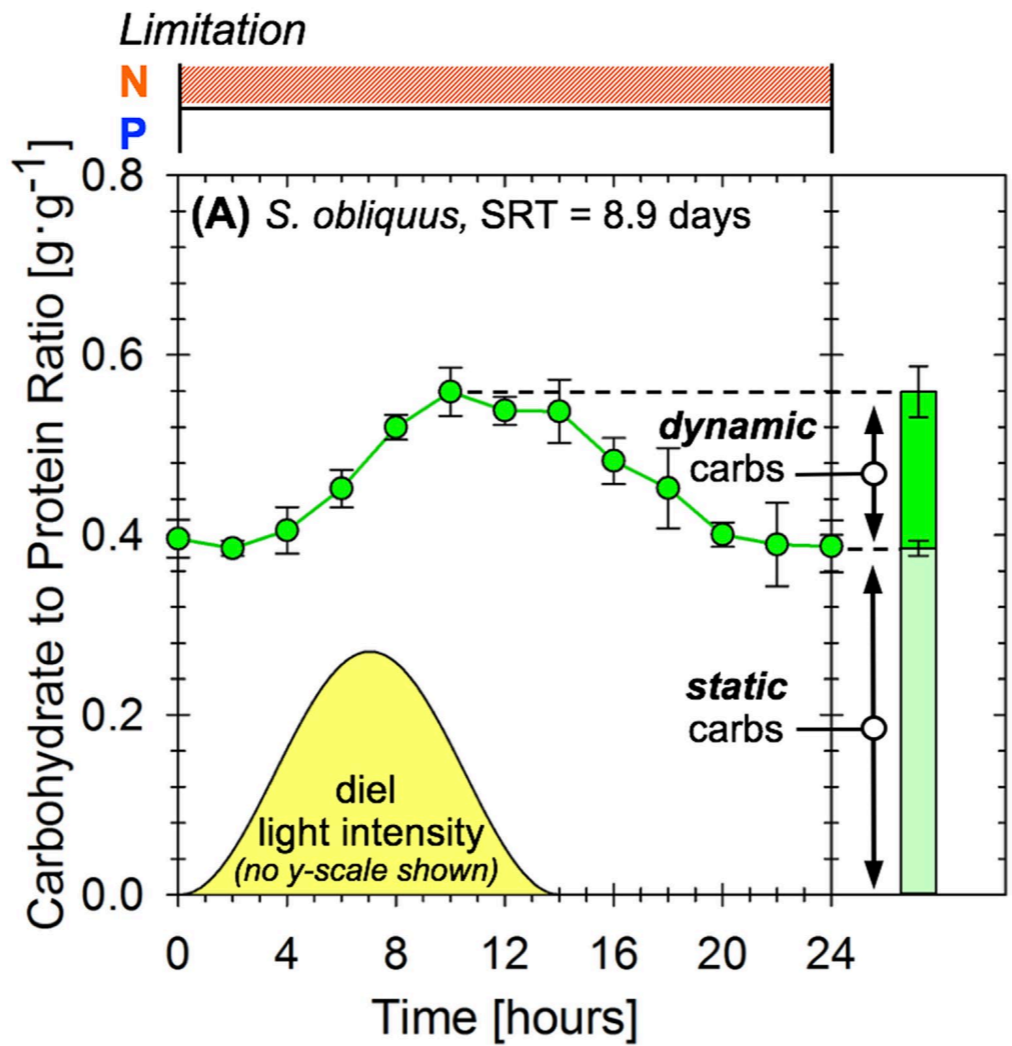 Limitation
N
P
Carbohydrate to Protein Ratio [g·g⁻¹]
0.8
0.6
0.4
0.2
0.0
(A) S. obliquus, SRT = 8.9 days
dynamic
carbs
static
carbs
diel
light intensity
(no y-scale shown)
0 4 8 12 16 20 24
Time [hours]